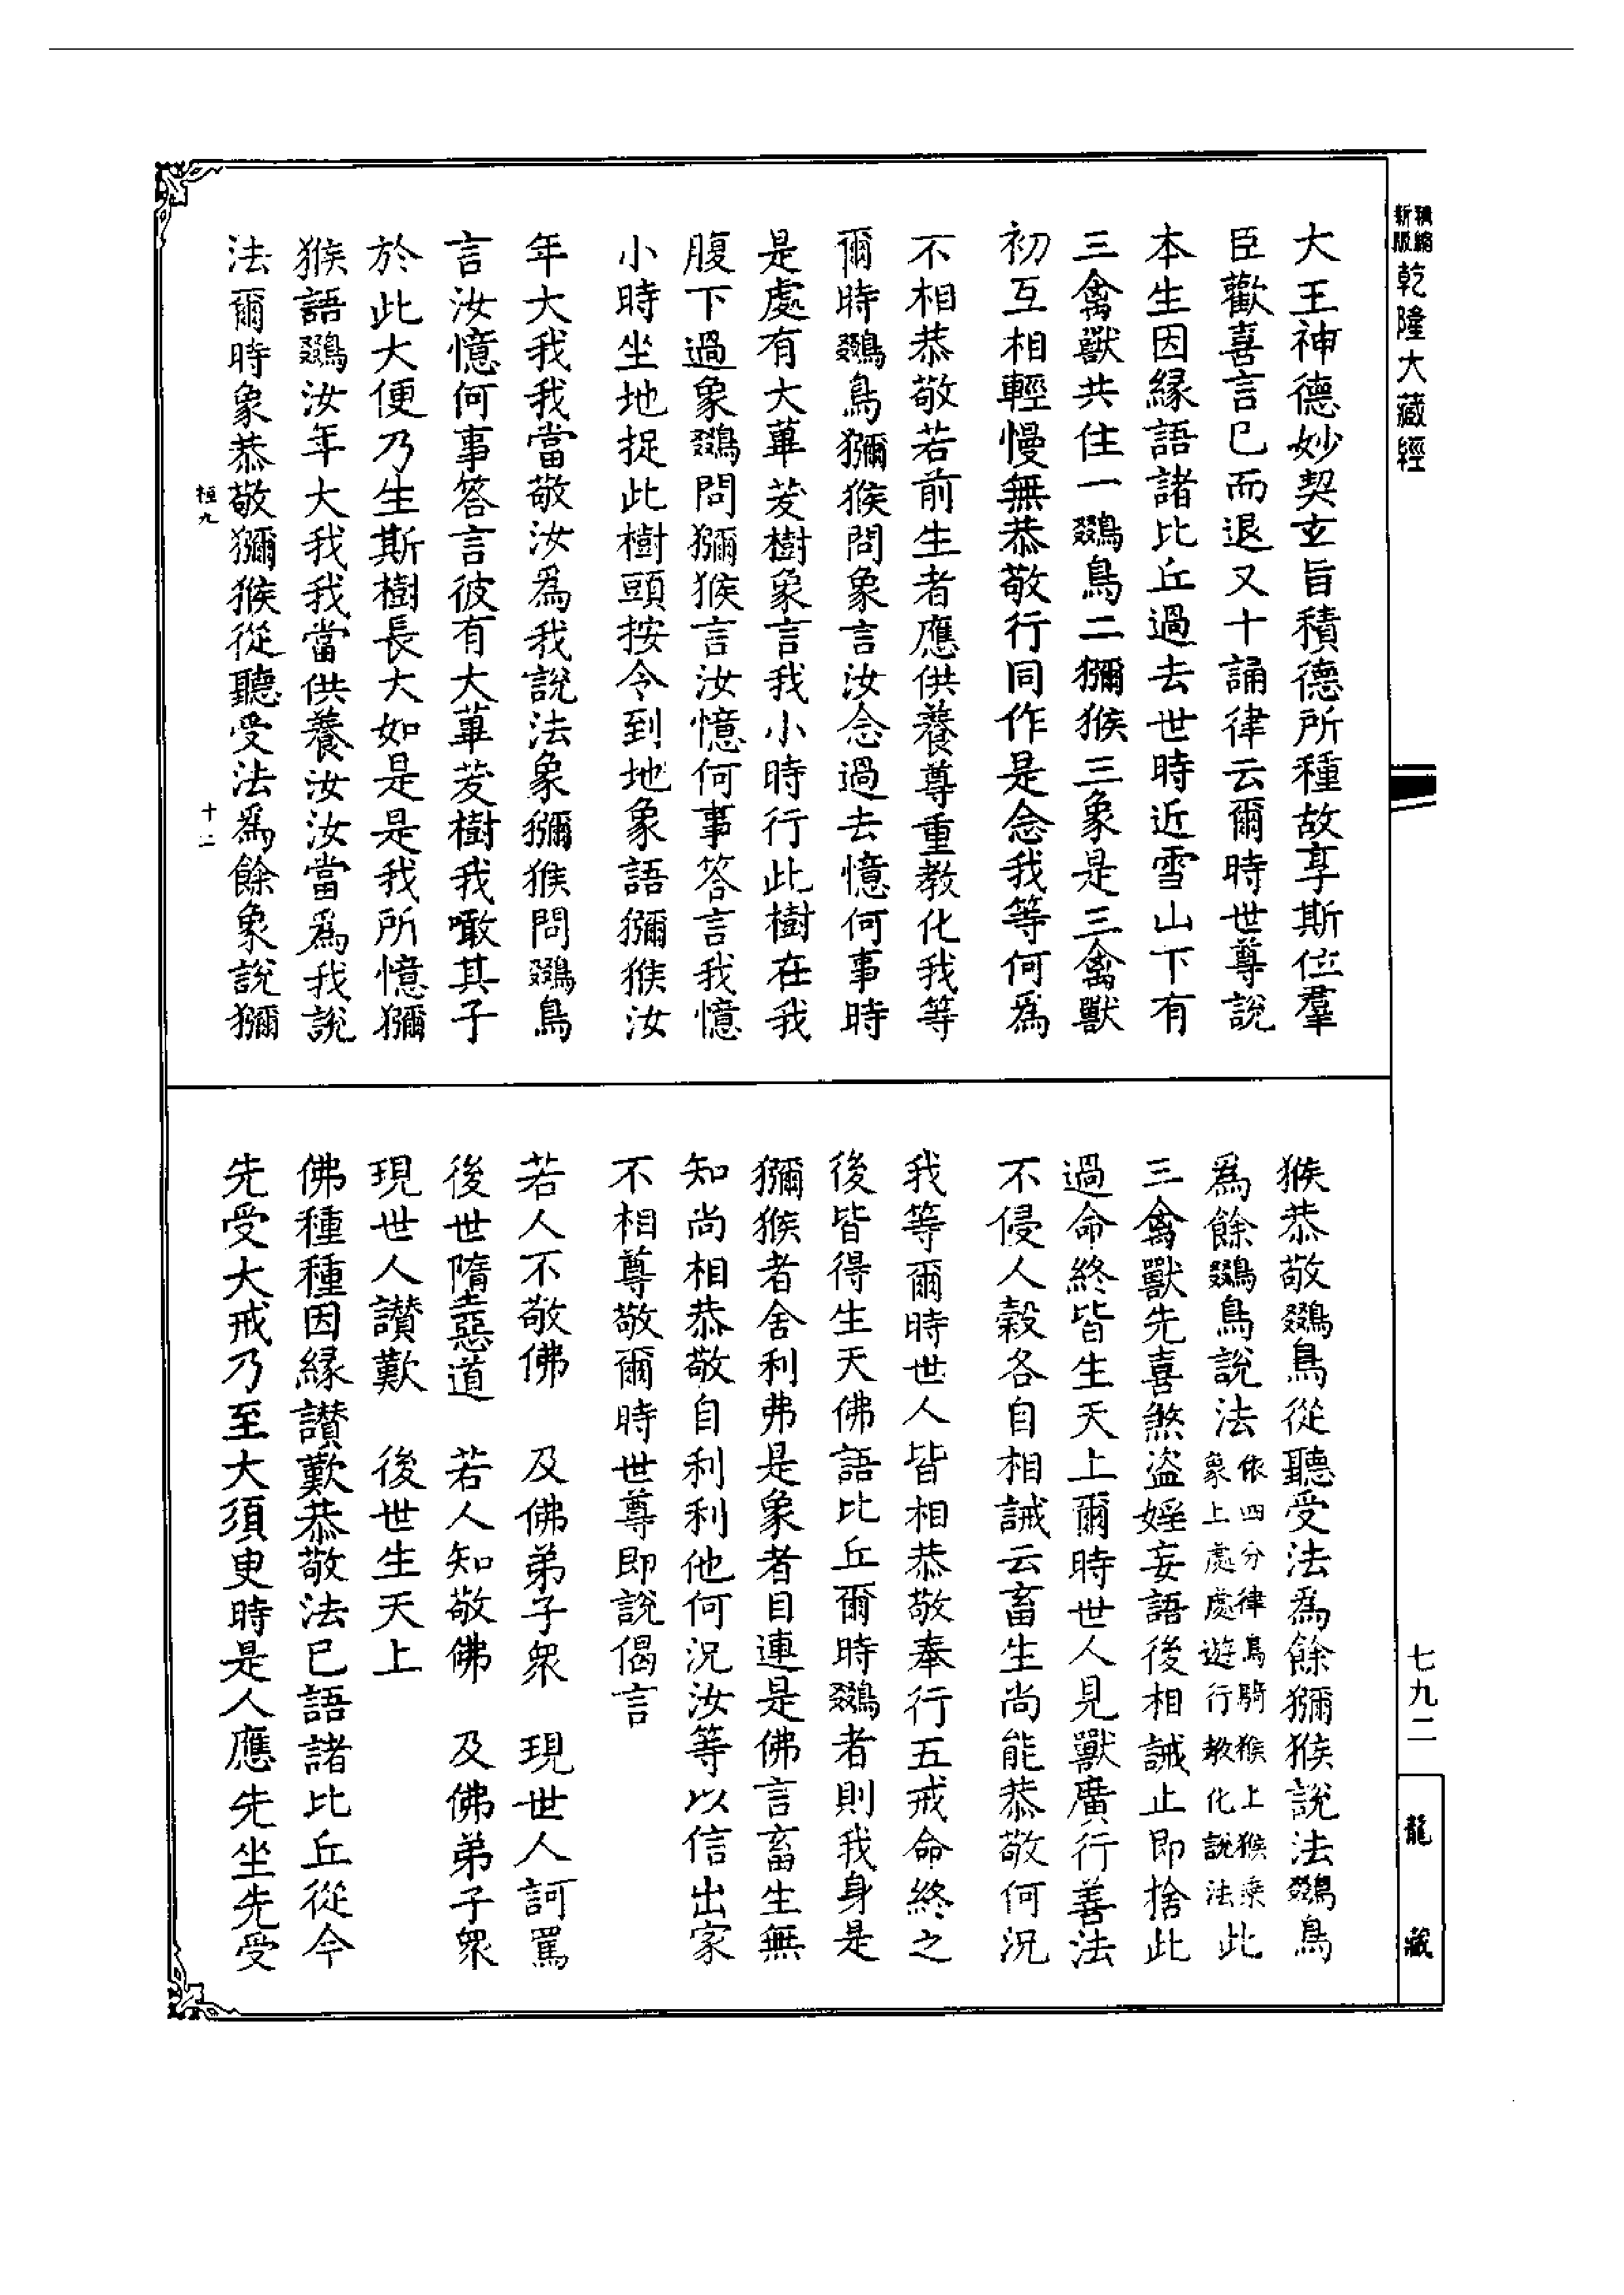 精縮
新版
乾隆大藏經
大王神德妙契玄旨積德所種故享斯位羣
臣歡喜言已而退又十誦律云爾時世尊說
本生因緣語諸比丘過去世時近雪山下有
三禽獸共住一鵽鳥二獼猴三象是三禽獸
初互相輕慢無恭敬行同作是念我等何爲
不相恭敬若前生者應供養尊重教化我等
爾時鵽鳥獼猴問象言汝念過去憶何事時
是處有大蓽茇樹象言我小時行此樹在我
腹下過象鵽問獼猴言汝憶何事答言我憶
小時坐地捉此樹頭按令到地象語獼猴汝
年大我我當敬汝爲我說法象獼猴問鵽鳥
言汝憶何事答言彼有大蓽茇樹我噉其子
於此大便乃生斯樹長大如是是我所憶獼
猴語鵽汝年大我我當供養汝汝當爲我說
法爾時象恭敬獼猴從聽受法爲餘象說獼
桓九
十二
猴恭敬鵽鳥從聽受法爲餘獼猴說法鵽鳥
爲餘鵽鳥說法依四分律鳥騎猴上猴乘象上處處遊行教化說法此
三禽獸先喜煞盜婬妄語後相誡止即捨此
過命終皆生天上爾時世人見獸廣行善法
不侵人穀各自相誡云畜生尚能恭敬何況
我等爾時世人皆相恭敬奉行五戒命終之
後皆得生天佛語比丘爾時鵽者則我身是
獼猴者舍利弗是象者目連是佛言畜生無
知尚相恭敬自利利他何況汝等以信出家
不相尊敬爾時世尊即說偈言
若人不敬佛　及佛弟子衆　現世人訶罵
後世墮惡道　若人知敬佛　及佛弟子衆
現世人讃歎　後世生天上
佛種種因緣讃歎恭敬法已語諸比丘從今
先受大戒乃至大須臾時是人應先坐先受
七九二
龍藏